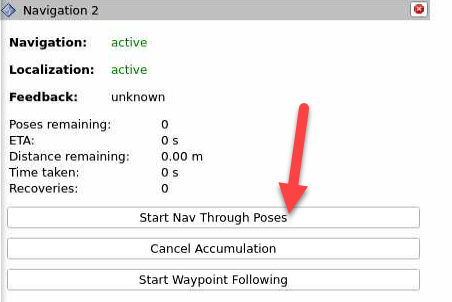 Navigation 2
Navigation: active
Localization: active
Feedback: unknown
Poses remaining: 0
ETA: 0 s
Distance remaining: 0.00 m
Time taken: 0 s
Recoveries: 0
Start Nav Through Poses
Cancel Accumulation
Start Waypoint Following